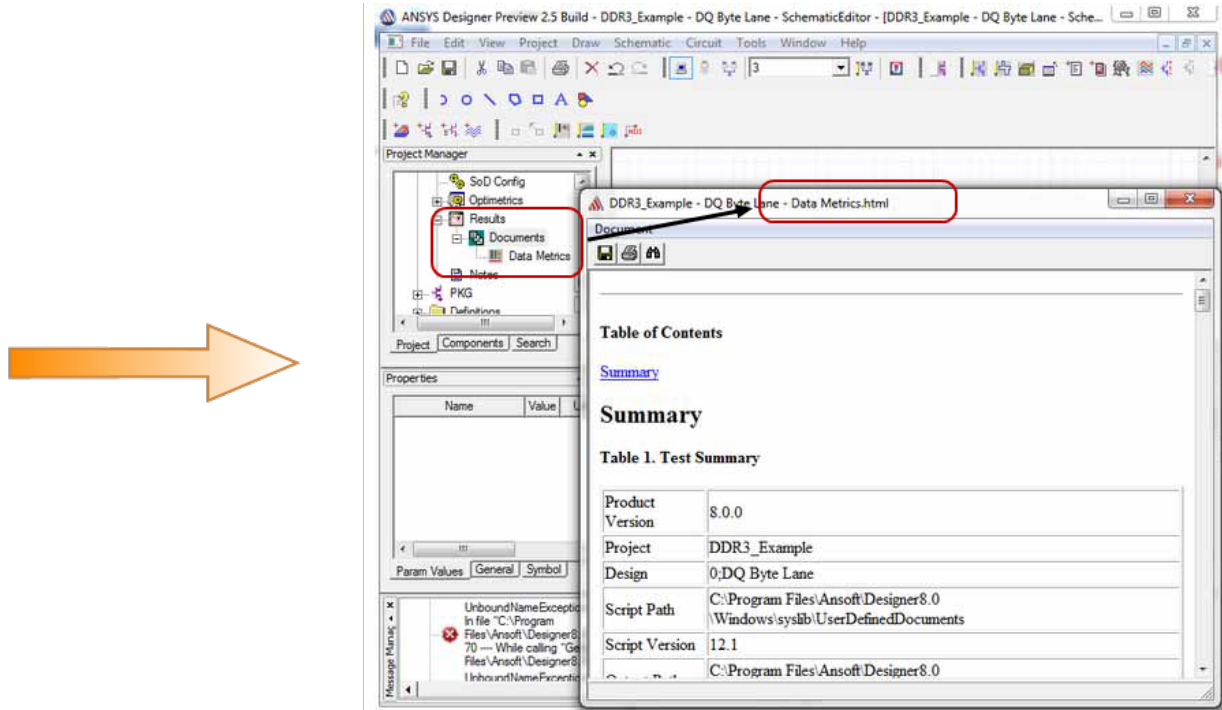 ANSYS Designer Preview 2.5 Build - DDR3_Example - DQ Byte Lane - SchematicEditor - [DDR3_Example - DQ Byte Lane - Sche...
File Edit View Project Draw Schematic Circuit Tools Window Help
3
Project Manager
SoD Config
Optimetrics
Results
Documents
Data Metrics
Notes
PKG
Definitions
Project Components Search
Properties
Name Value
Param Values General Symbol
UnboundNameExceptio
In file "C:\Program
Files\Ansoft\Designer8.
70 --- While calling "Ge
Files\Ansoft\Designer8
UnboundNameExceptio
Message Manag
DDR3_Example - DQ Byte Lane - Data Metrics.html
Document
Table of Contents
Summary
Summary
Table 1. Test Summary
Product Version 8.0.0
Project DDR3_Example
Design 0;DQ Byte Lane
Script Path C:\Program Files\Ansoft\Designer8.0
\Windows\syslib\UserDefinedDocuments
Script Version 12.1
C:\Program Files\Ansoft\Designer8.0